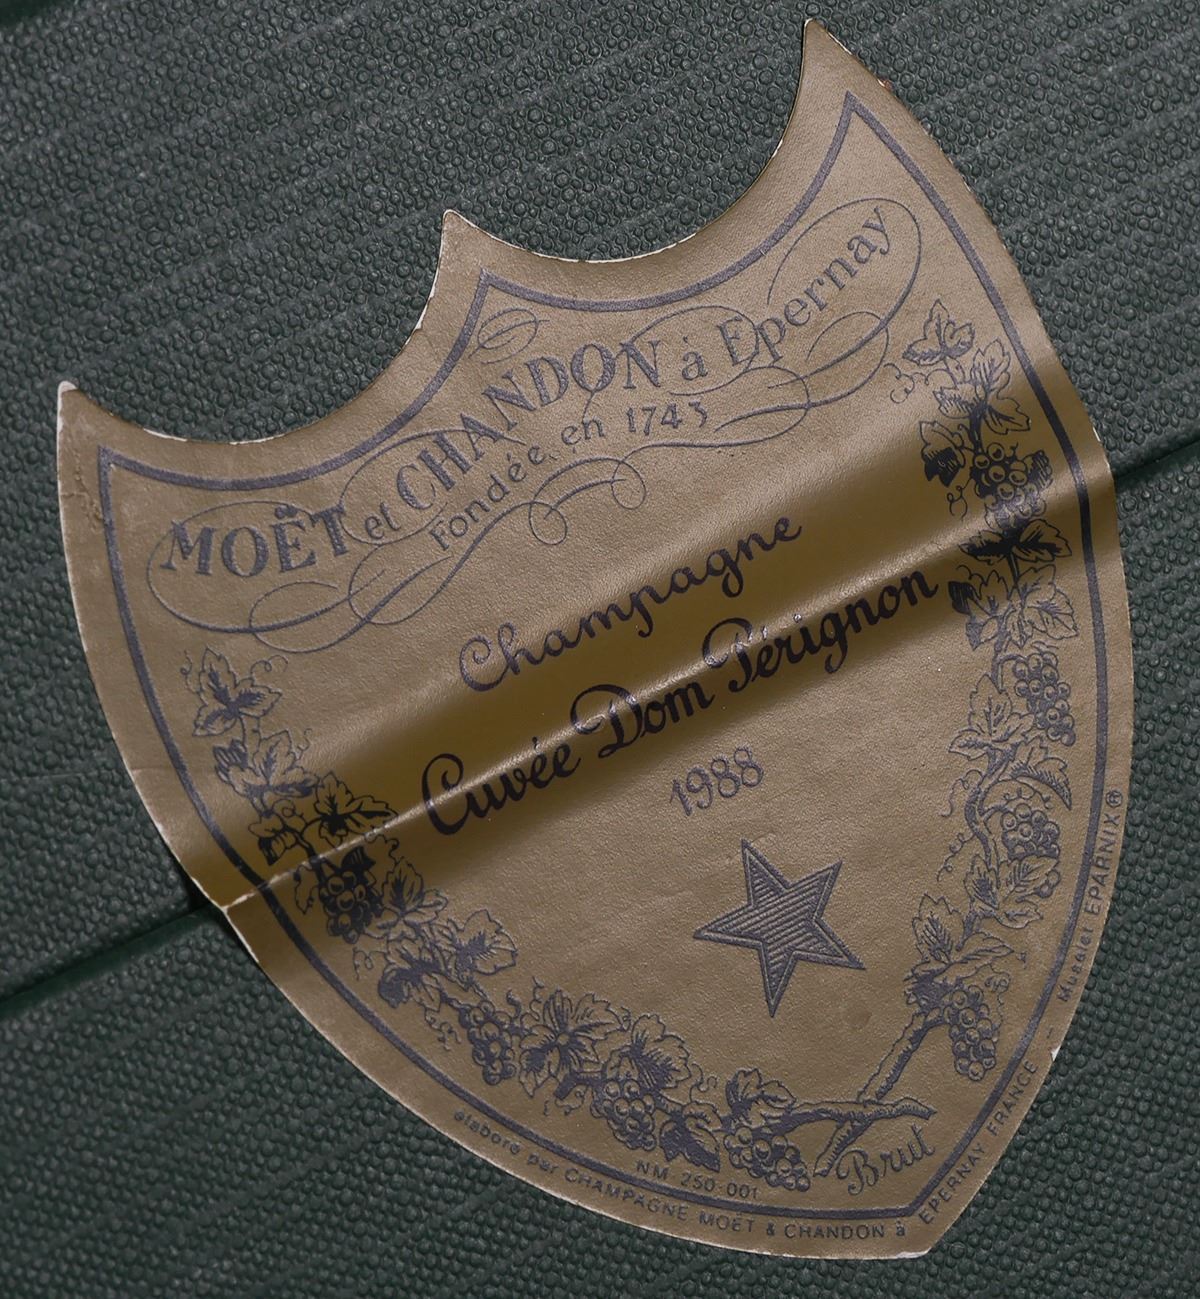 MOËT et CHANDON à Epernay
Fondée en 1743
Champagne
Cuvée Dom Pérignon
1988
Brut
NM 250-001
élaboré par CHAMPAGNE MOËT & CHANDON à EPERNAY FRANCE - Muselet EPARNIX®